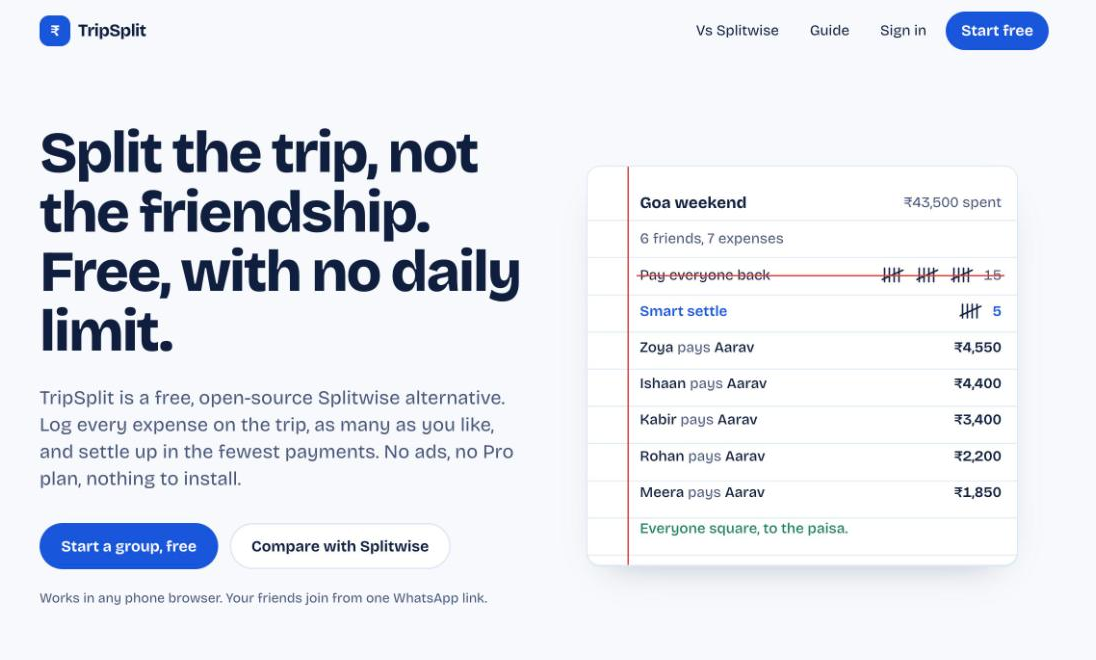 ₹ TripSplit
Vs Splitwise Guide Sign in Start free
Split the trip, not
the friendship.
Free, with no daily
limit.
TripSplit is a free, open-source Splitwise alternative.
Log every expense on the trip, as many as you like,
and settle up in the fewest payments. No ads, no Pro
plan, nothing to install.
Start a group, free
Compare with Splitwise
Works in any phone browser. Your friends join from one WhatsApp link.
Goa weekend ₹43,500 spent
6 friends, 7 expenses
Pay everyone back 15
Smart settle 5
Zoya pays Aarav ₹4,550
Ishaan pays Aarav ₹4,400
Kabir pays Aarav ₹3,400
Rohan pays Aarav ₹2,200
Meera pays Aarav ₹1,850
Everyone square, to the paisa.